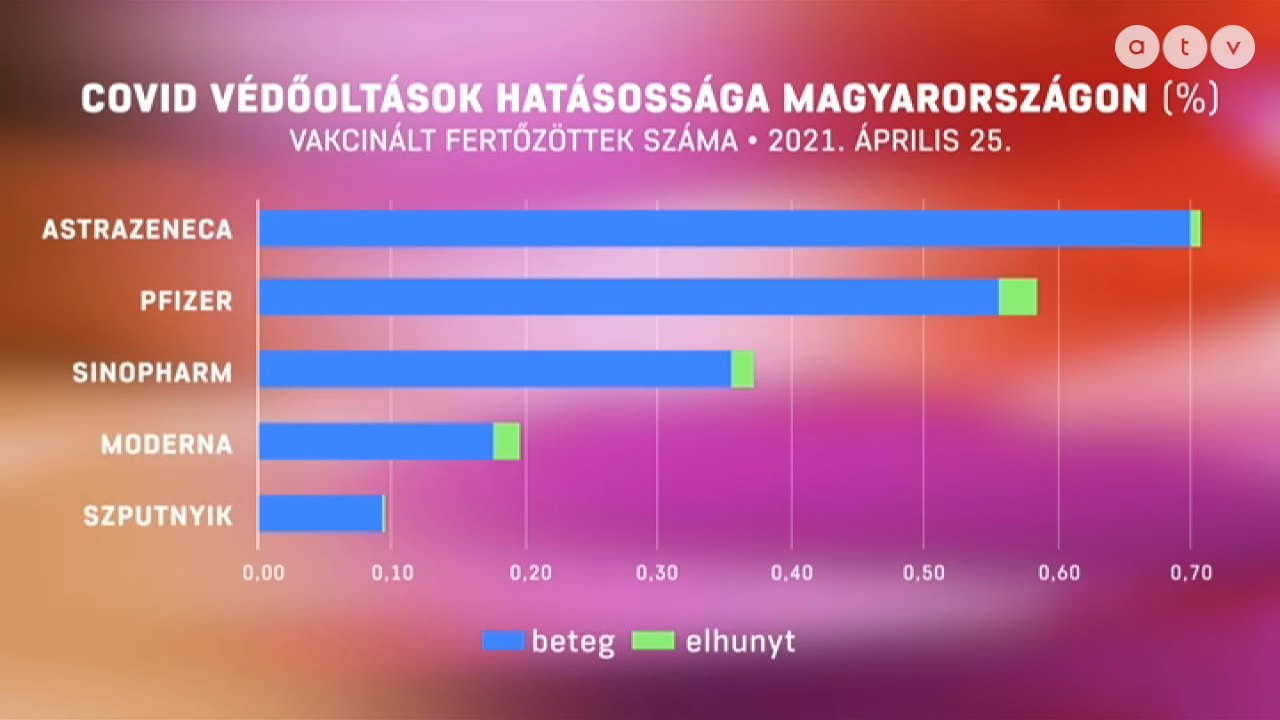 a t v
COVID VÉDŐOLTÁSOK HATÁSOSSÁGA MAGYARORSZÁGON (%)
VAKCINÁLT FERTŐZÖTTEK SZÁMA • 2021. ÁPRILIS 25.
ASTRAZENECA
PFIZER
SINOPHARM
MODERNA
SZPUTNYIK
0,00 0,10 0,20 0,30 0,40 0,50 0,60 0,70
beteg elhunyt